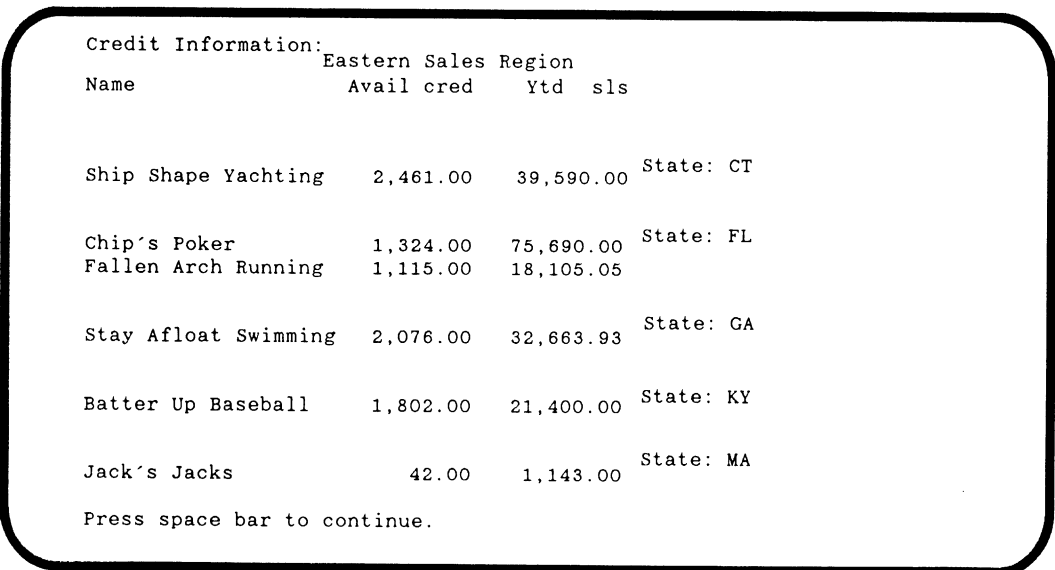 Credit Information:
Eastern Sales Region
Name Avail cred Ytd sls
State: CT
Ship Shape Yachting 2,461.00 39,590.00
State: FL
Chip´s Poker 1,324.00 75,690.00
Fallen Arch Running 1,115.00 18,105.05
State: GA
Stay Afloat Swimming 2,076.00 32,663.93
State: KY
Batter Up Baseball 1,802.00 21,400.00
State: MA
Jack´s Jacks 42.00 1,143.00
Press space bar to continue.